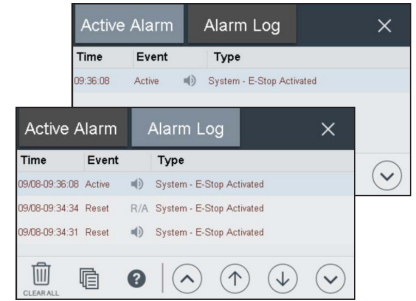 Active Alarm Alarm Log
Time Event Type
09:36:08 Active System - E-Stop Activated
Active Alarm Alarm Log
Time Event Type
09/08-09:36:08 Active System - E-Stop Activated
09/08-09:34:34 Reset R/A System - E-Stop Activated
09/08-09:34:31 Reset System - E-Stop Activated
CLEAR ALL